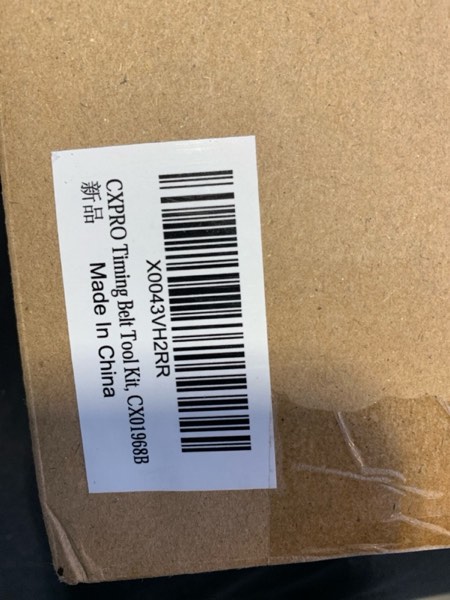 X0043VH2RR
CXPRO Timing Belt Tool Kit, CX01968B
新品
Made In China